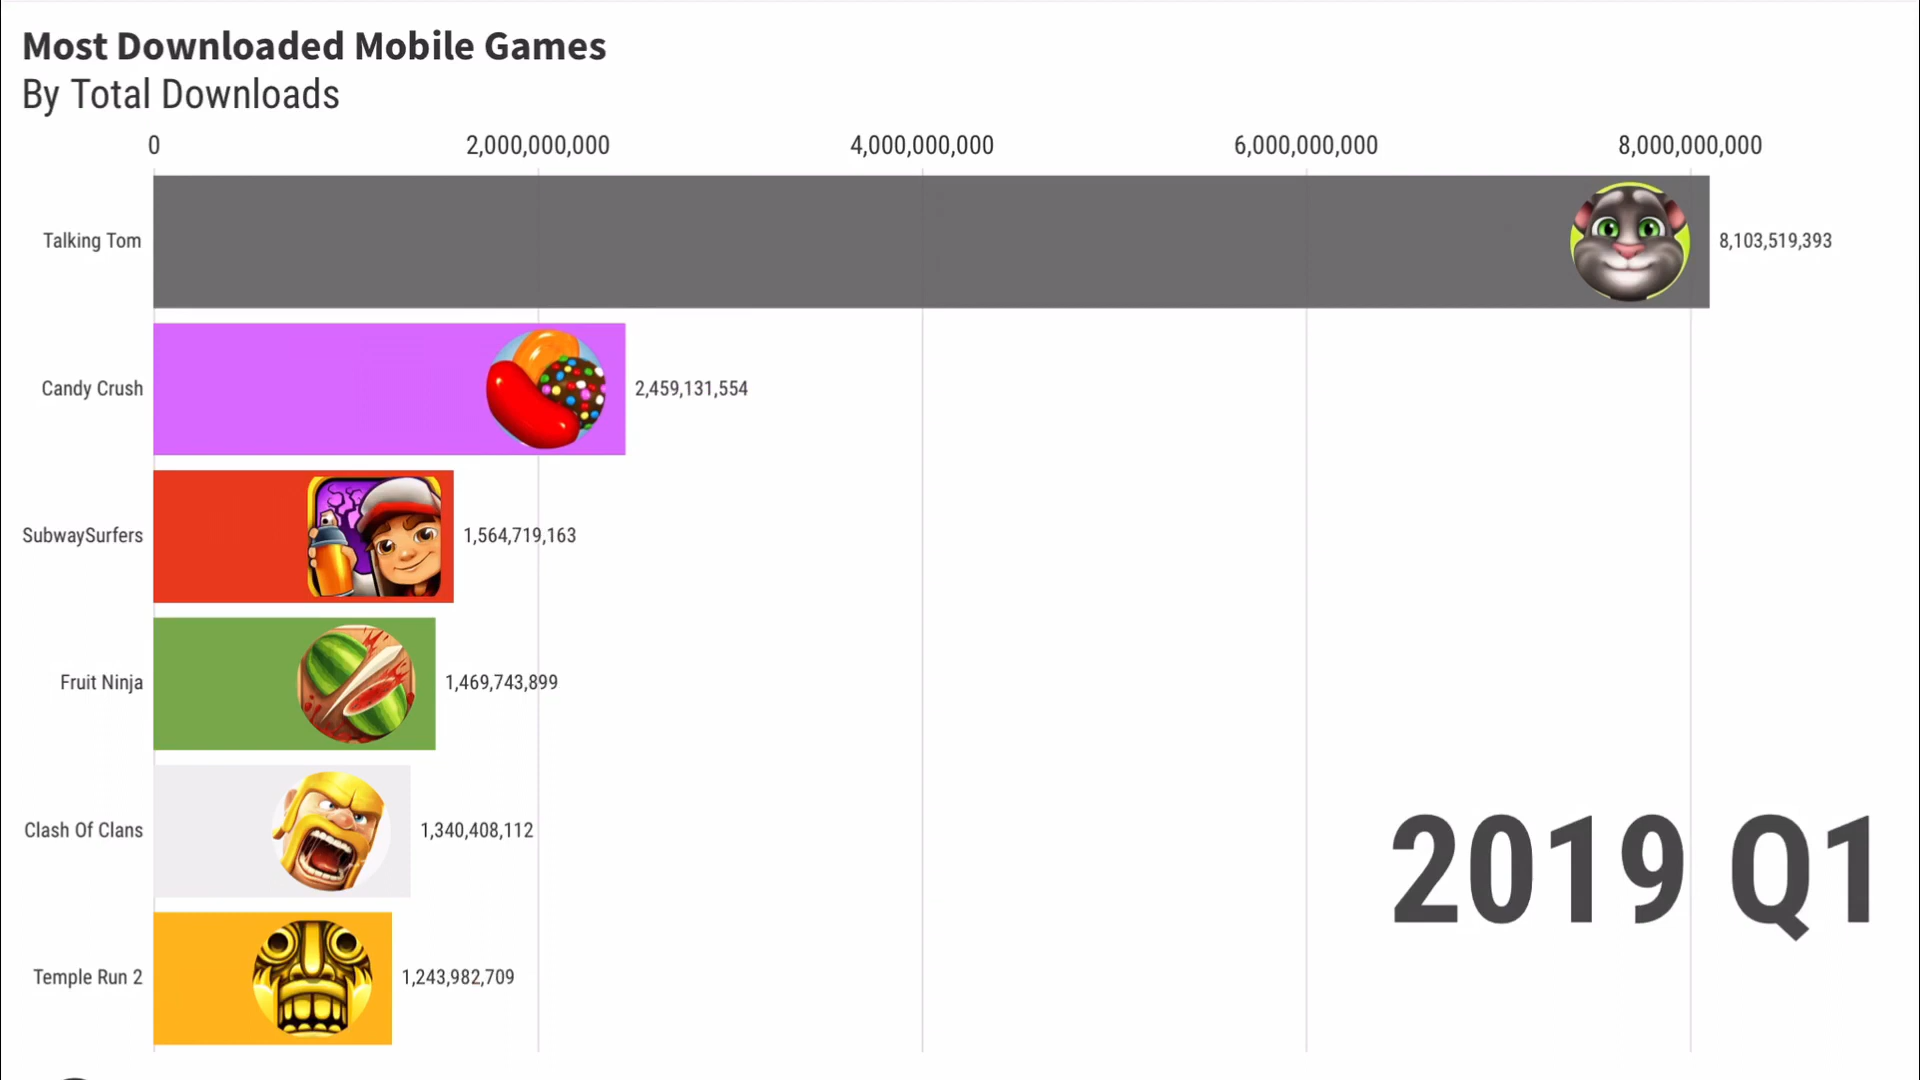 Most Downloaded Mobile Games
By Total Downloads
0 2,000,000,000 4,000,000,000 6,000,000,000 8,000,000,000
Talking Tom 8,103,519,393
Candy Crush 2,459,131,554
SubwaySurfers 1,564,719,163
Fruit Ninja 1,469,743,899
Clash Of Clans 1,340,408,112
2019 Q1
Temple Run 2 1,243,982,709